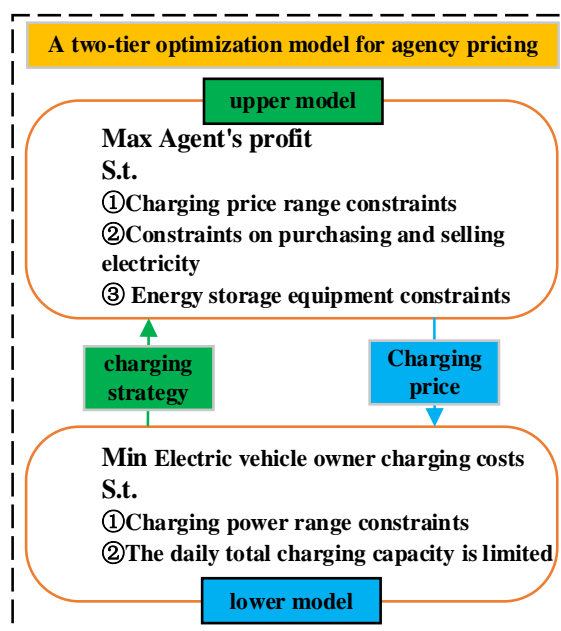 A two-tier optimization model for agency pricing
upper model
Max Agent's profit
S.t.
①Charging price range constraints
②Constraints on purchasing and selling
electricity
③ Energy storage equipment constraints
charging
strategy
Charging
price
Min Electric vehicle owner charging costs
S.t.
①Charging power range constraints
②The daily total charging capacity is limited
lower model